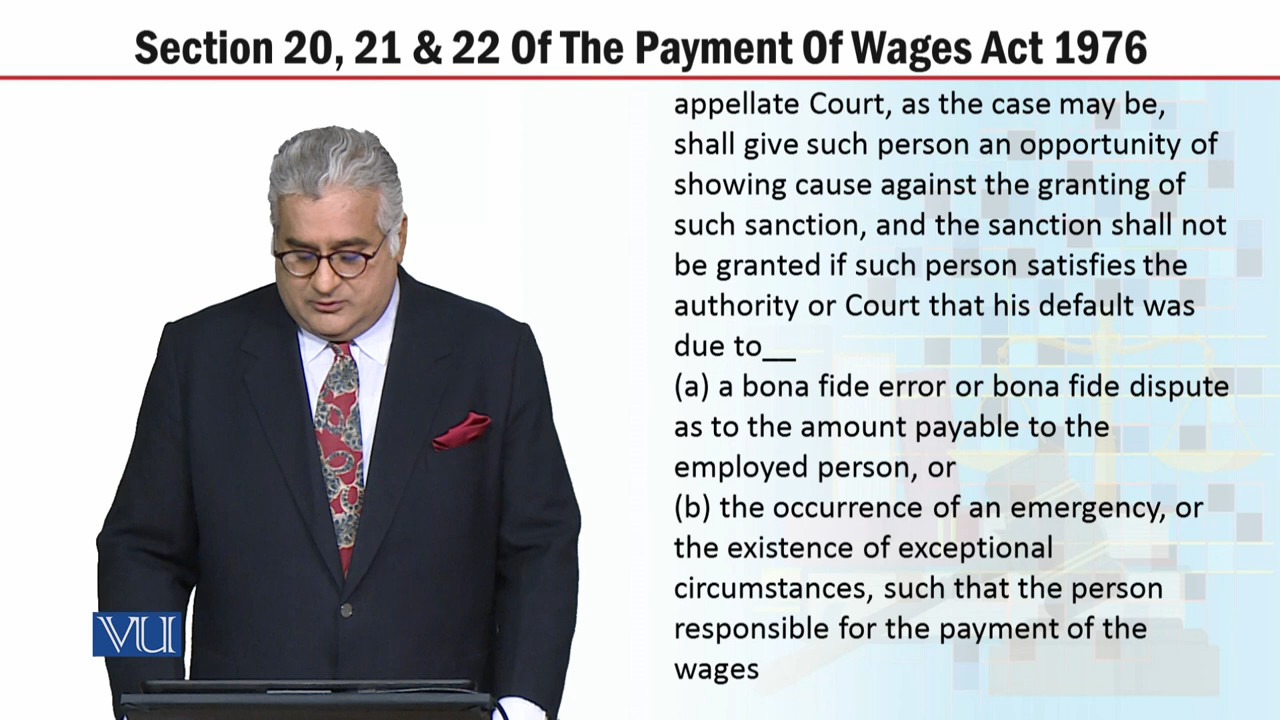 Section 20, 21 & 22 Of The Payment Of Wages Act 1976
appellate Court, as the case may be,
shall give such person an opportunity of
showing cause against the granting of
such sanction, and the sanction shall not
be granted if such person satisfies the
authority or Court that his default was
due to__
(a) a bona fide error or bona fide dispute
as to the amount payable to the
employed person, or
(b) the occurrence of an emergency, or
the existence of exceptional
circumstances, such that the person
responsible for the payment of the
wages
VU